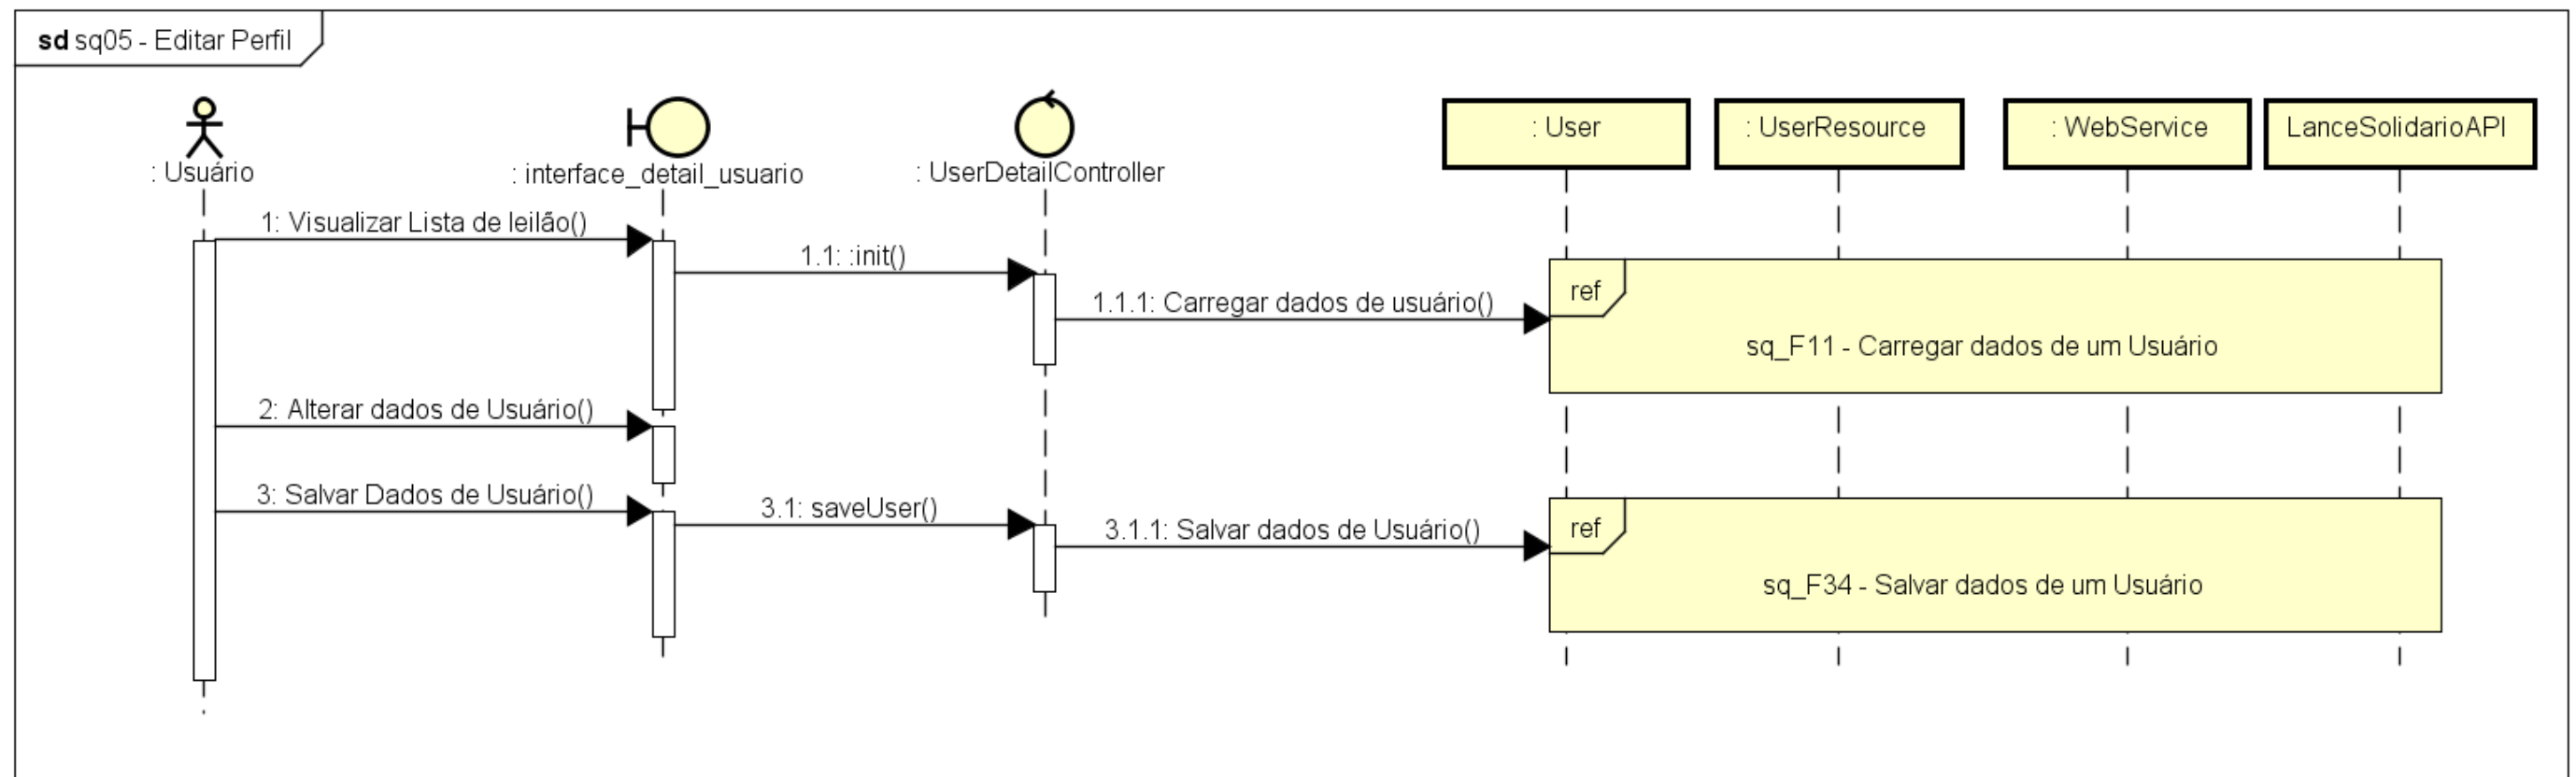 sd sq05 - Editar Perfil
: Usuário
: interface_detail_usuario
: UserDetailController
: User
: UserResource
: WebService
LanceSolidarioAPI
1: Visualizar Lista de leilão()
1.1: :init()
1.1.1: Carregar dados de usuário()
ref
sq_F11 - Carregar dados de um Usuário
2: Alterar dados de Usuário()
3: Salvar Dados de Usuário()
3.1: saveUser()
3.1.1: Salvar dados de Usuário()
ref
sq_F34 - Salvar dados de um Usuário